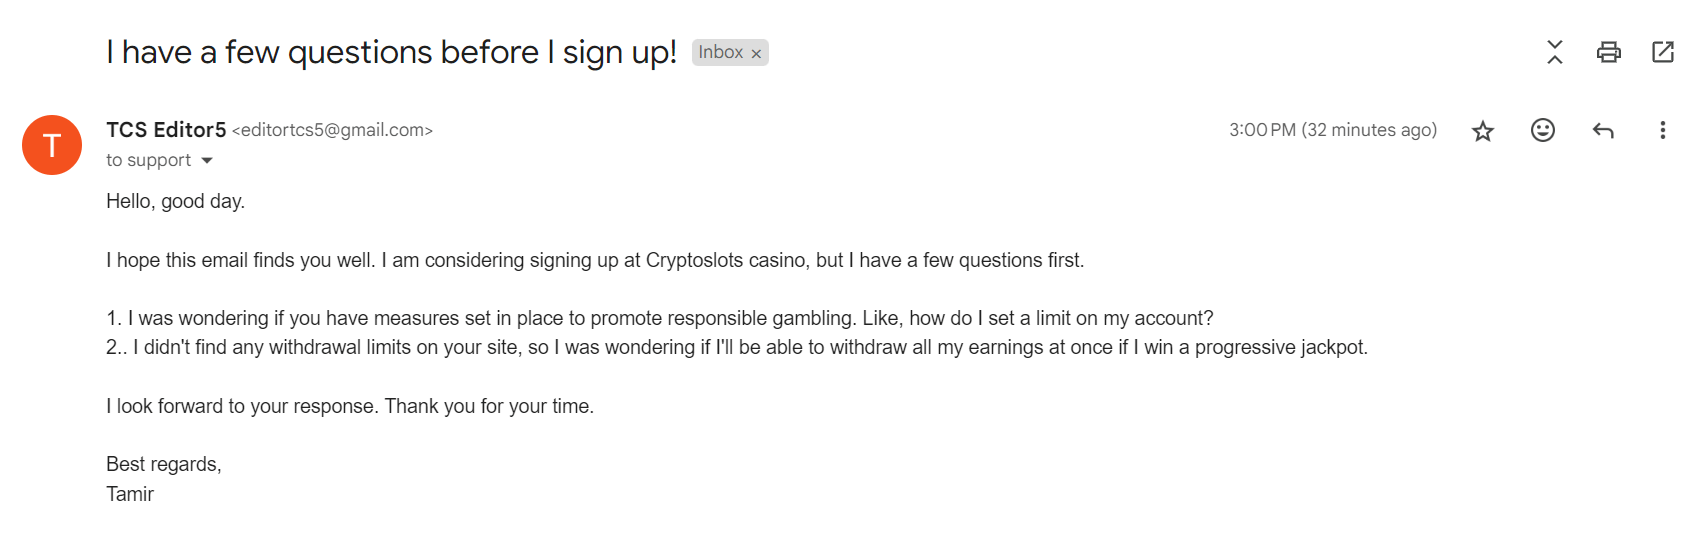 I have a few questions before I sign up! Inbox ×
T
TCS Editor5 <editortcs5@gmail.com>
3:00 PM (32 minutes ago)
to support
Hello, good day.
I hope this email finds you well. I am considering signing up at Cryptoslots casino, but I have a few questions first.
1. I was wondering if you have measures set in place to promote responsible gambling. Like, how do I set a limit on my account?
2.. I didn't find any withdrawal limits on your site, so I was wondering if I'll be able to withdraw all my earnings at once if I win a progressive jackpot.
I look forward to your response. Thank you for your time.
Best regards,
Tamir